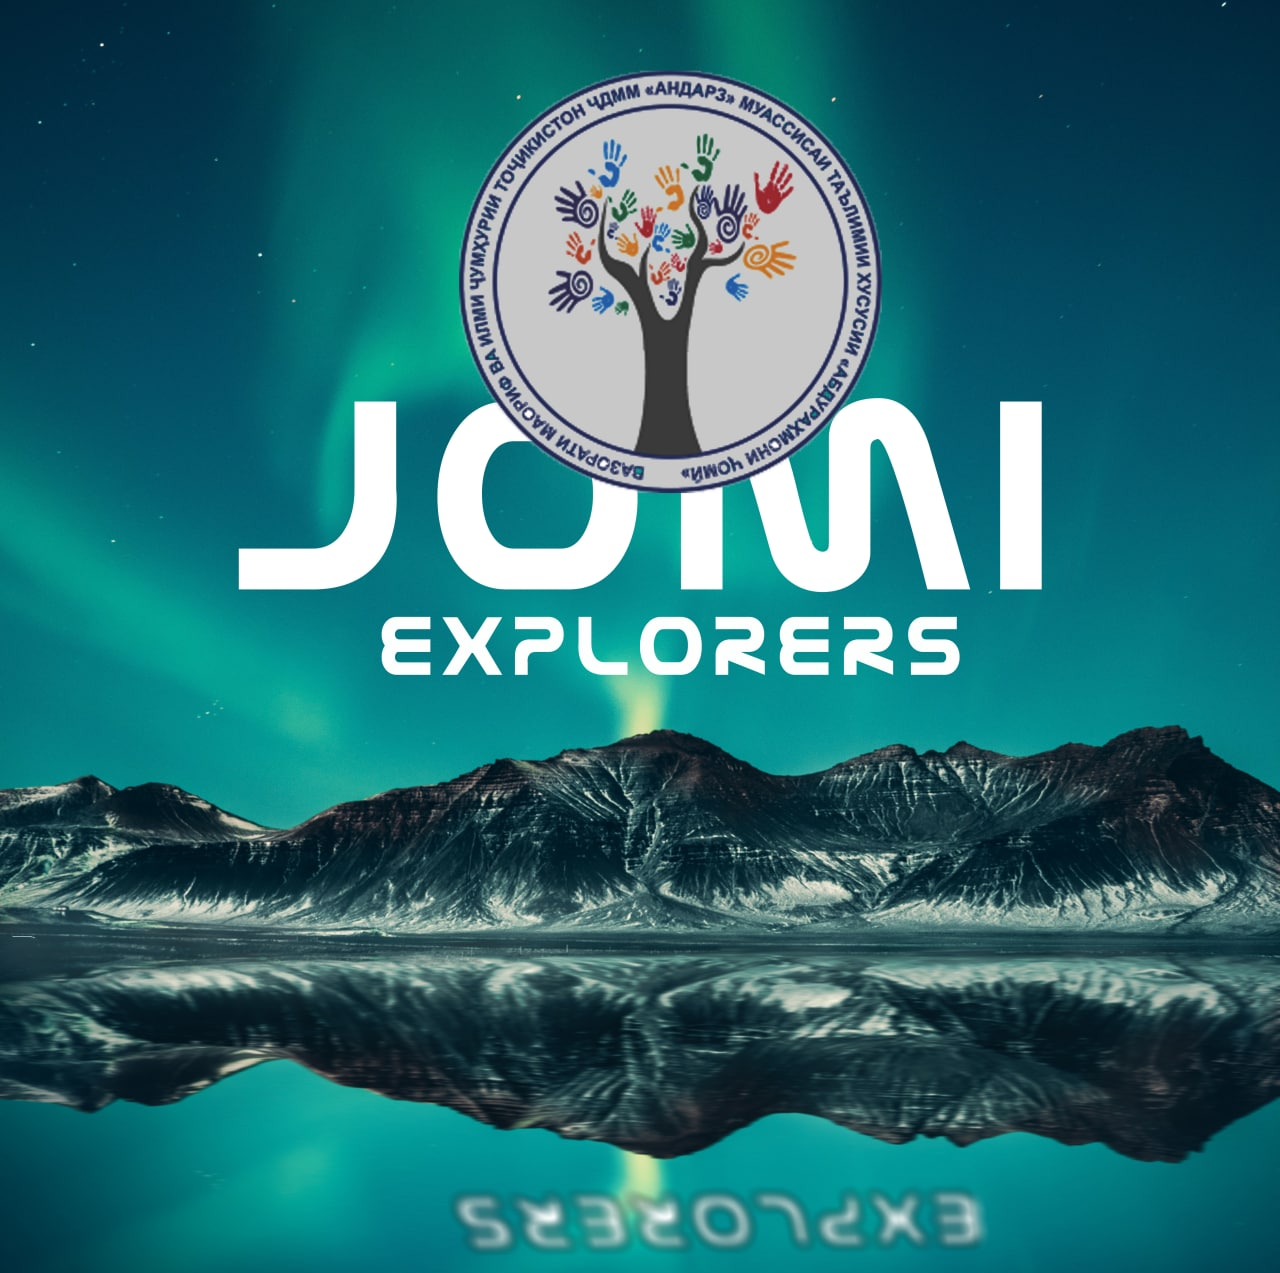 ВАЗОРАТИ МАОРИФ ВА ИЛМИ ҶУМҲУРИИ ТОҶИКИСТОН ҶДММ «АНДАРЗ» МУАССИСАИ ТАЪЛИМИИ ХУСУСИИ «АБДУРАҲМОНИ ҶОМӢ»
JOMI
EXPLORERS
EXPLORERS